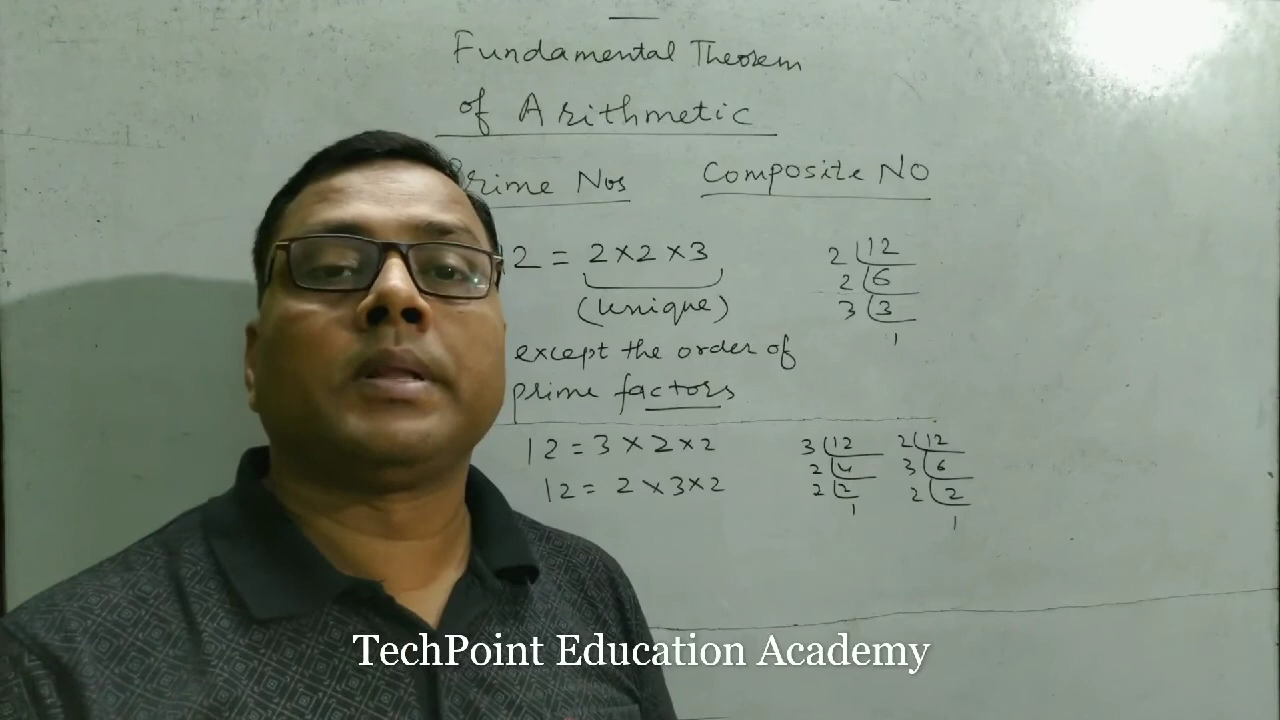 Fundamental Theorem
of Arithmetic
Prime Nos
Composite NO
12 = 2 × 2 × 3
(Unique)
except the order of
prime factors
2 12
2 6
3 3
1
12 = 3 × 2 × 2
12 = 2 × 3 × 2
3 12
2 4
2 2
1
2 12
3 6
2 2
1
TechPoint Education Academy